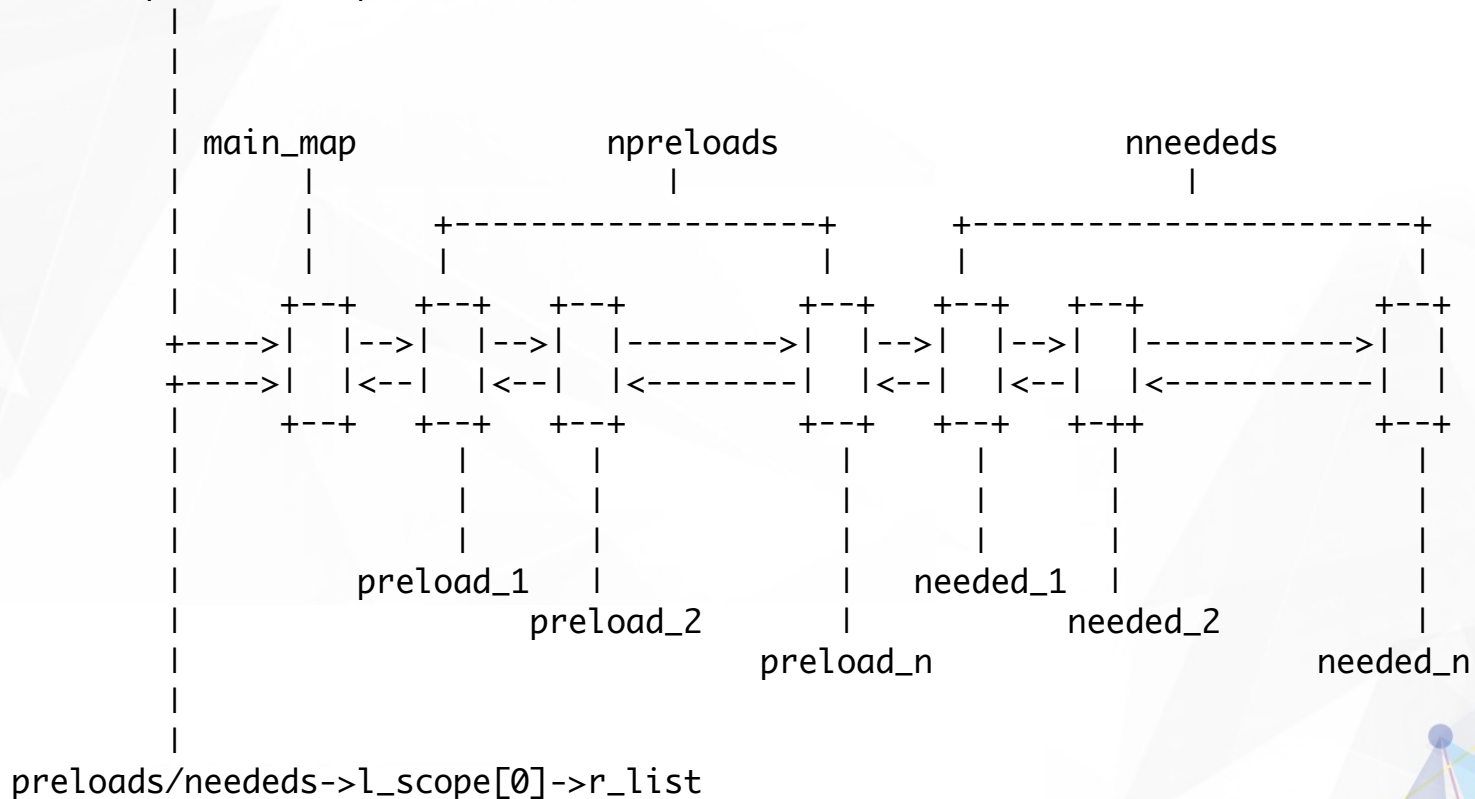 main_map npreloads nneededs
preload_1 needed_1
preload_2 needed_2
preload_n needed_n
preloads/neededs->l_scope[0]->r_list